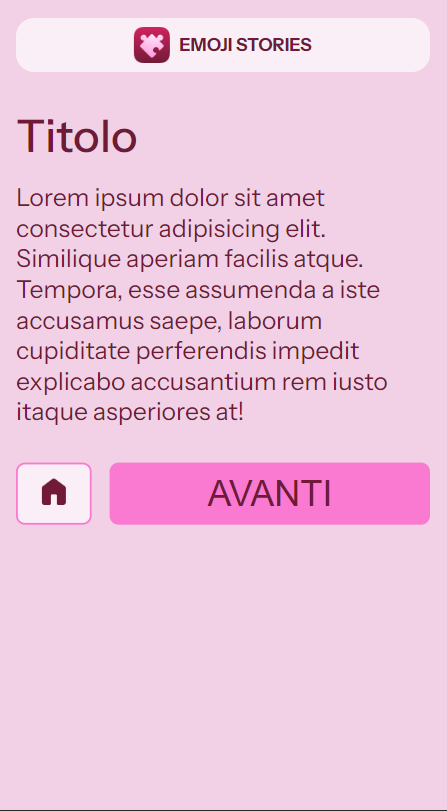 EMOJI STORIES
Titolo
Lorem ipsum dolor sit amet
consectetur adipisicing elit.
Similique aperiam facilis atque.
Tempora, esse assumenda a iste
accusamus saepe, laborum
cupiditate perferendis impedit
explicabo accusantium rem iusto
itaque asperiores at!
AVANTI